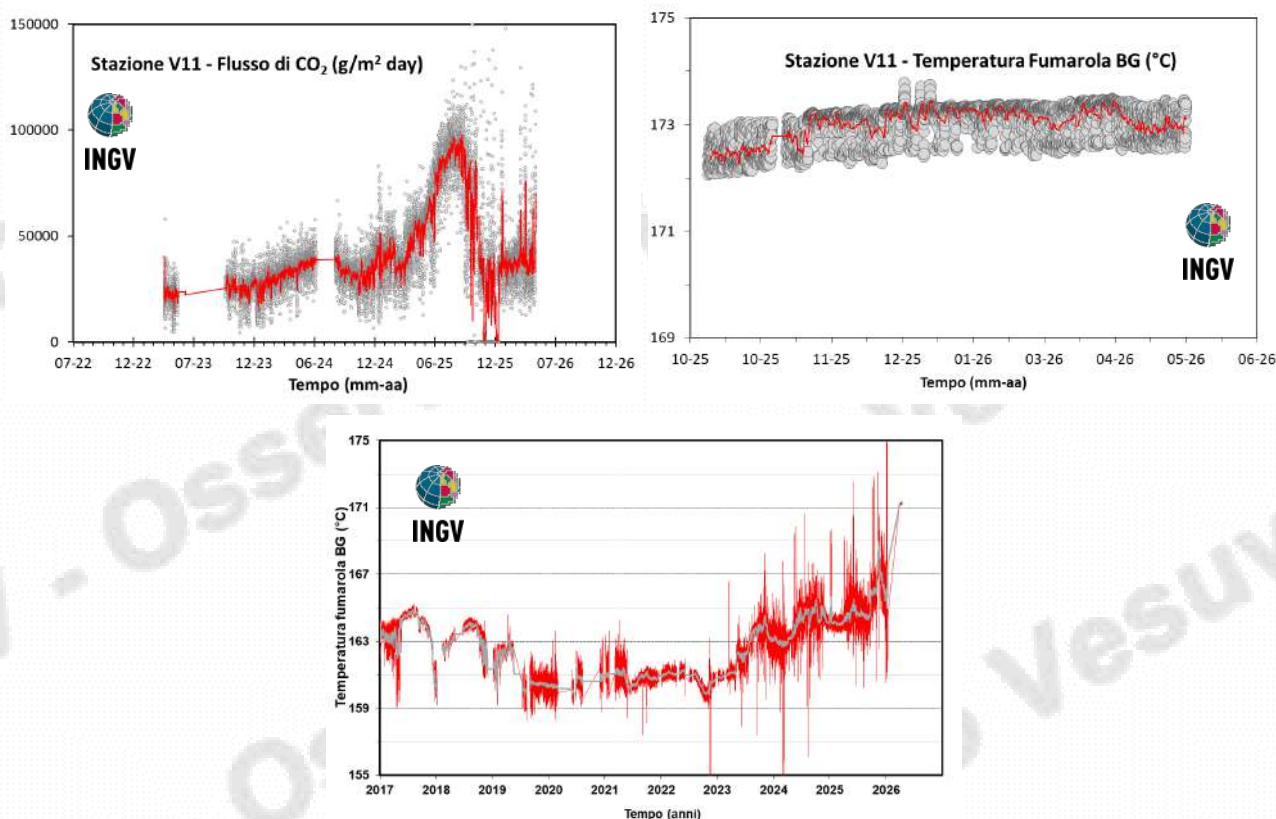 150000
Stazione V11 - Flusso di CO₂ (g/m² day)
INGV
100000
50000
0
07-22 12-22 07-23 12-23 06-24 12-24 06-25 12-25 07-26 12-26
Tempo (mm-aa)
175
Stazione V11 - Temperatura Fumarola BG (°C)
173
171
INGV
169
10-25 10-25 11-25 12-25 01-26 03-26 04-26 05-26 06-26
Tempo (mm-aa)
175
INGV
171
167
163
159
155
Temperatura fumarola BG (°C)
2017 2018 2019 2020 2021 2022 2023 2024 2025 2026
Tempo (anni)